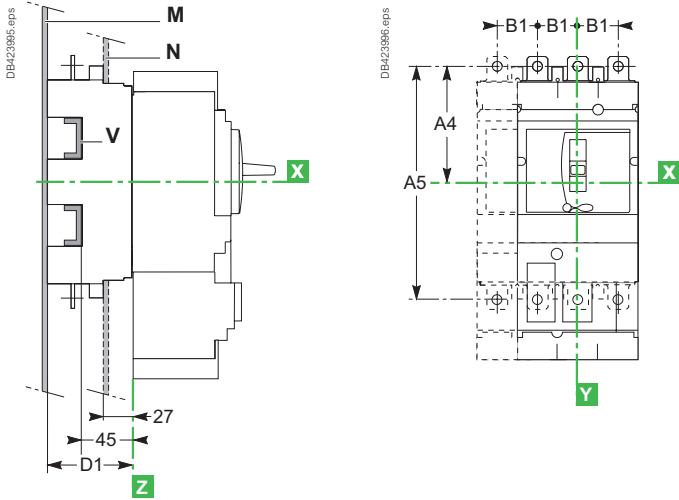 DB423995.eps
M
N
V
X
27
45
D1
Z
DB423996.eps
B1 B1 B1
A4
A5
X
Y